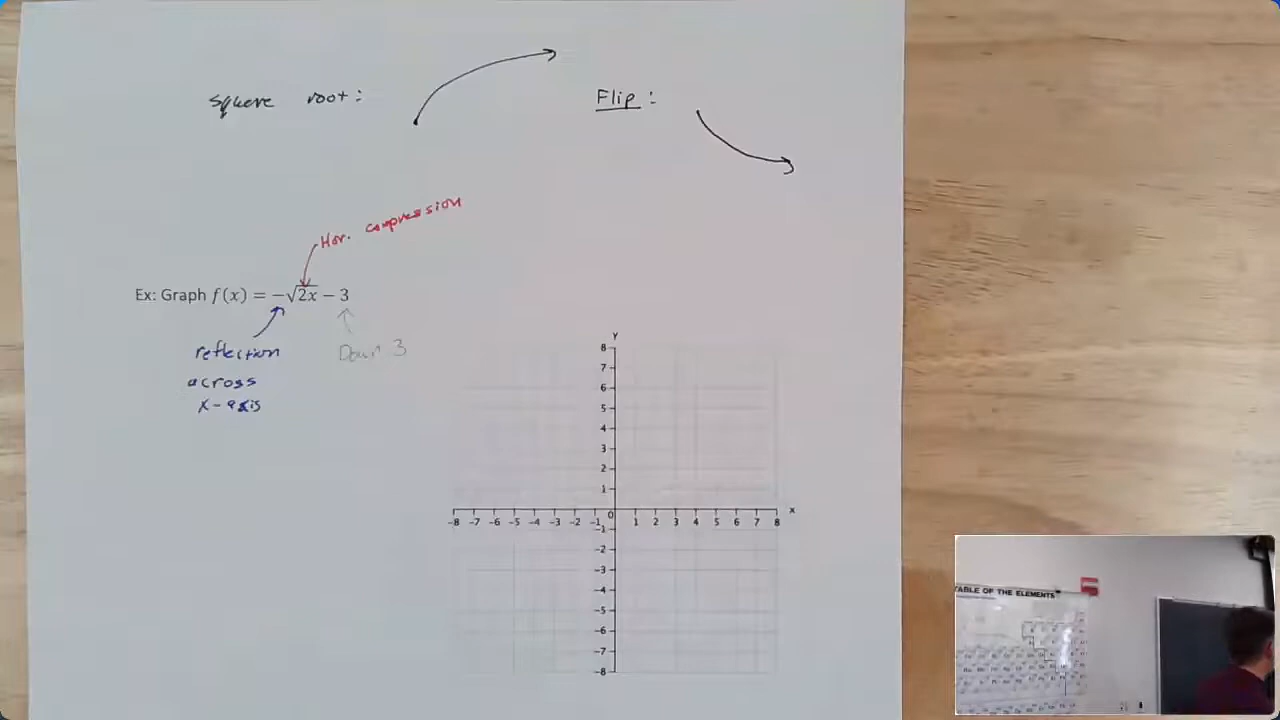 square root:
Flip:
Hor. compression
Ex: Graph f(x) = −√2x − 3
reflection
across
x-axis
Down 3
y
8
7
6
5
4
3
2
1
-8 -7 -6 -5 -4 -3 -2 -1 0 1 2 3 4 5 6 7 8 x
-1
-2
-3
-4
-5
-6
-7
-8
TABLE OF THE ELEMENTS